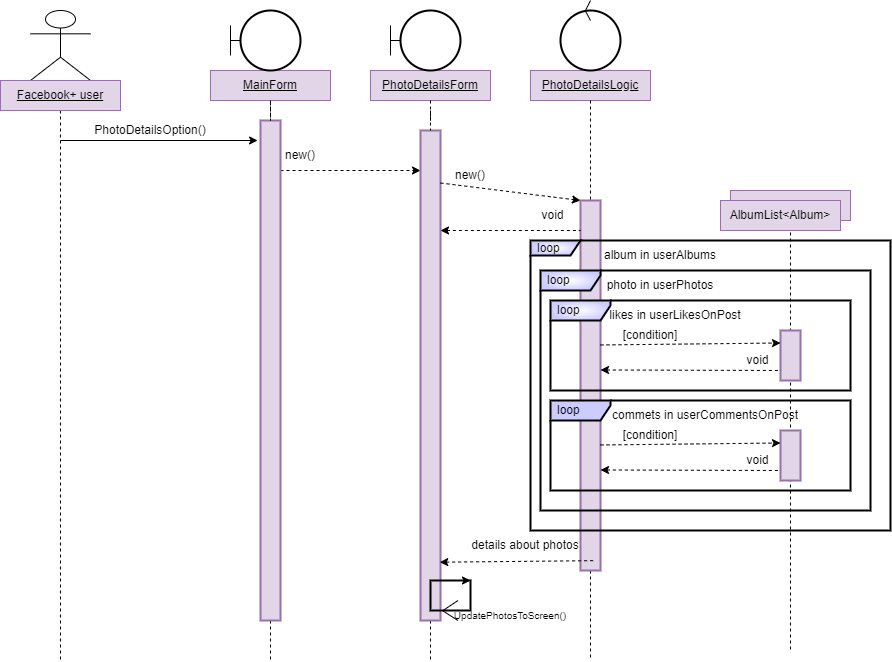 Facebook+ user
MainForm
PhotoDetailsForm
PhotoDetailsLogic
PhotoDetailsOption()
new()
new()
void
AlbumList<Album>
loop
album in userAlbums
loop
photo in userPhotos
loop
likes in userLikesOnPost
[condition]
void
loop
commets in userCommentsOnPost
[condition]
void
details about photos
UpdatePhotosToScreen()